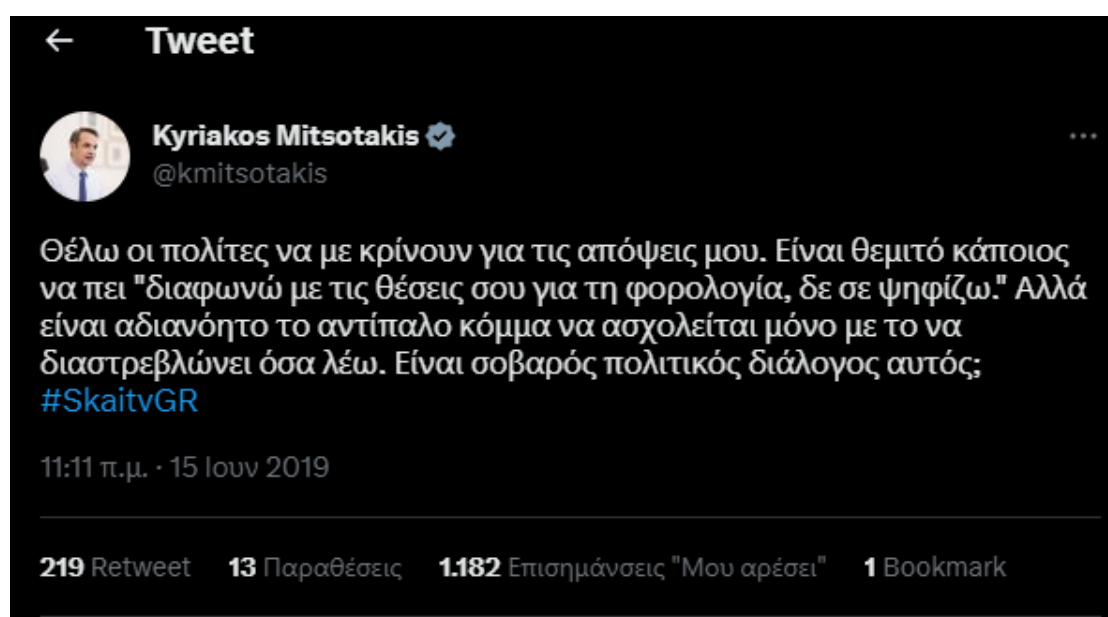 Tweet
Kyriakos Mitsotakis
@kmitsotakis
Θέλω οι πολίτες να με κρίνουν για τις απόψεις μου. Είναι θεμιτό κάποιος
να πει "διαφωνώ με τις θέσεις σου για τη φορολογία, δε σε ψηφίζω." Αλλά
είναι αδιανόητο το αντίπαλο κόμμα να ασχολείται μόνο με το να
διαστρεβλώνει όσα λέω. Είναι σοβαρός πολιτικός διάλογος αυτός;
#SkaitvGR
11:11 π.μ. · 15 Ιουν 2019
219 Retweet 13 Παραθέσεις 1.182 Επισημάνσεις "Μου αρέσει" 1 Bookmark